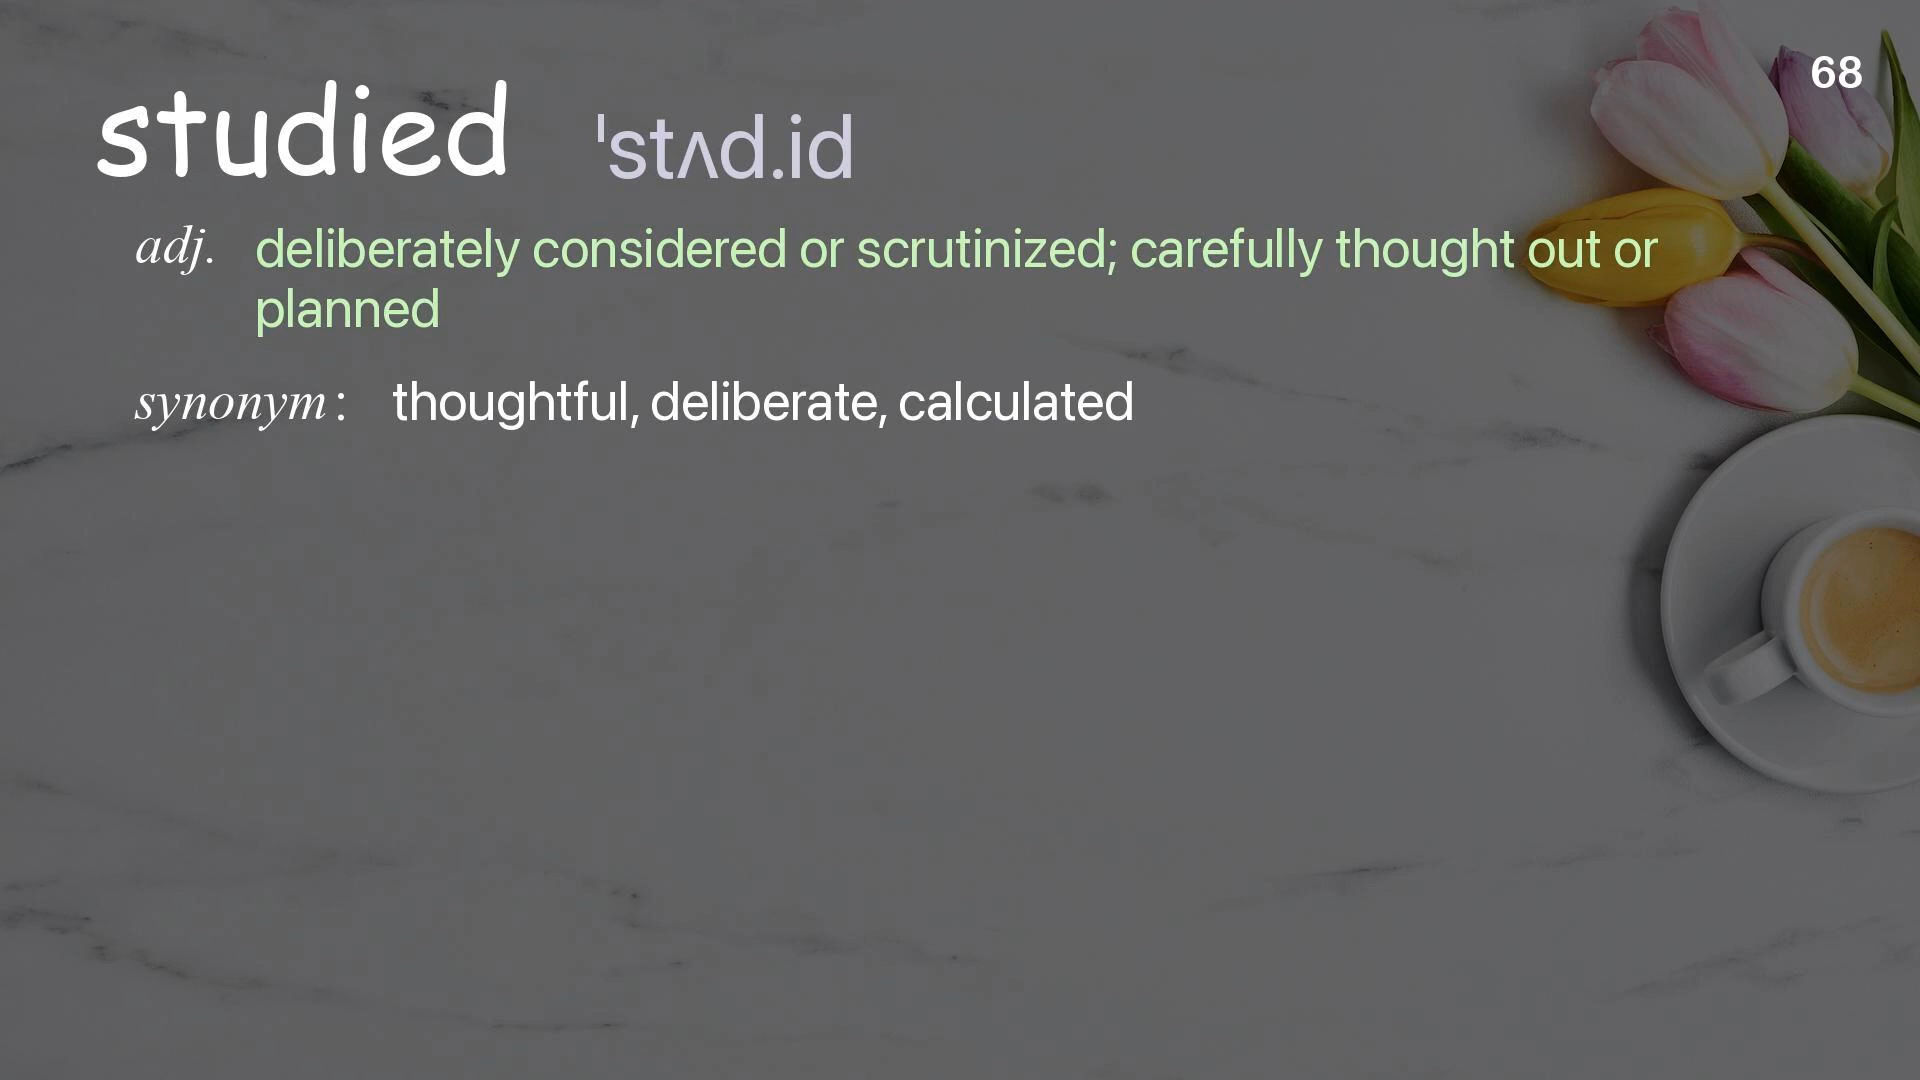 68
studied ˈstʌd.id
adj. deliberately considered or scrutinized; carefully thought out or
planned
synonym: thoughtful, deliberate, calculated